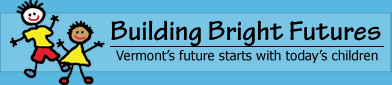 Building Bright Futures
Vermont's future starts with today's children